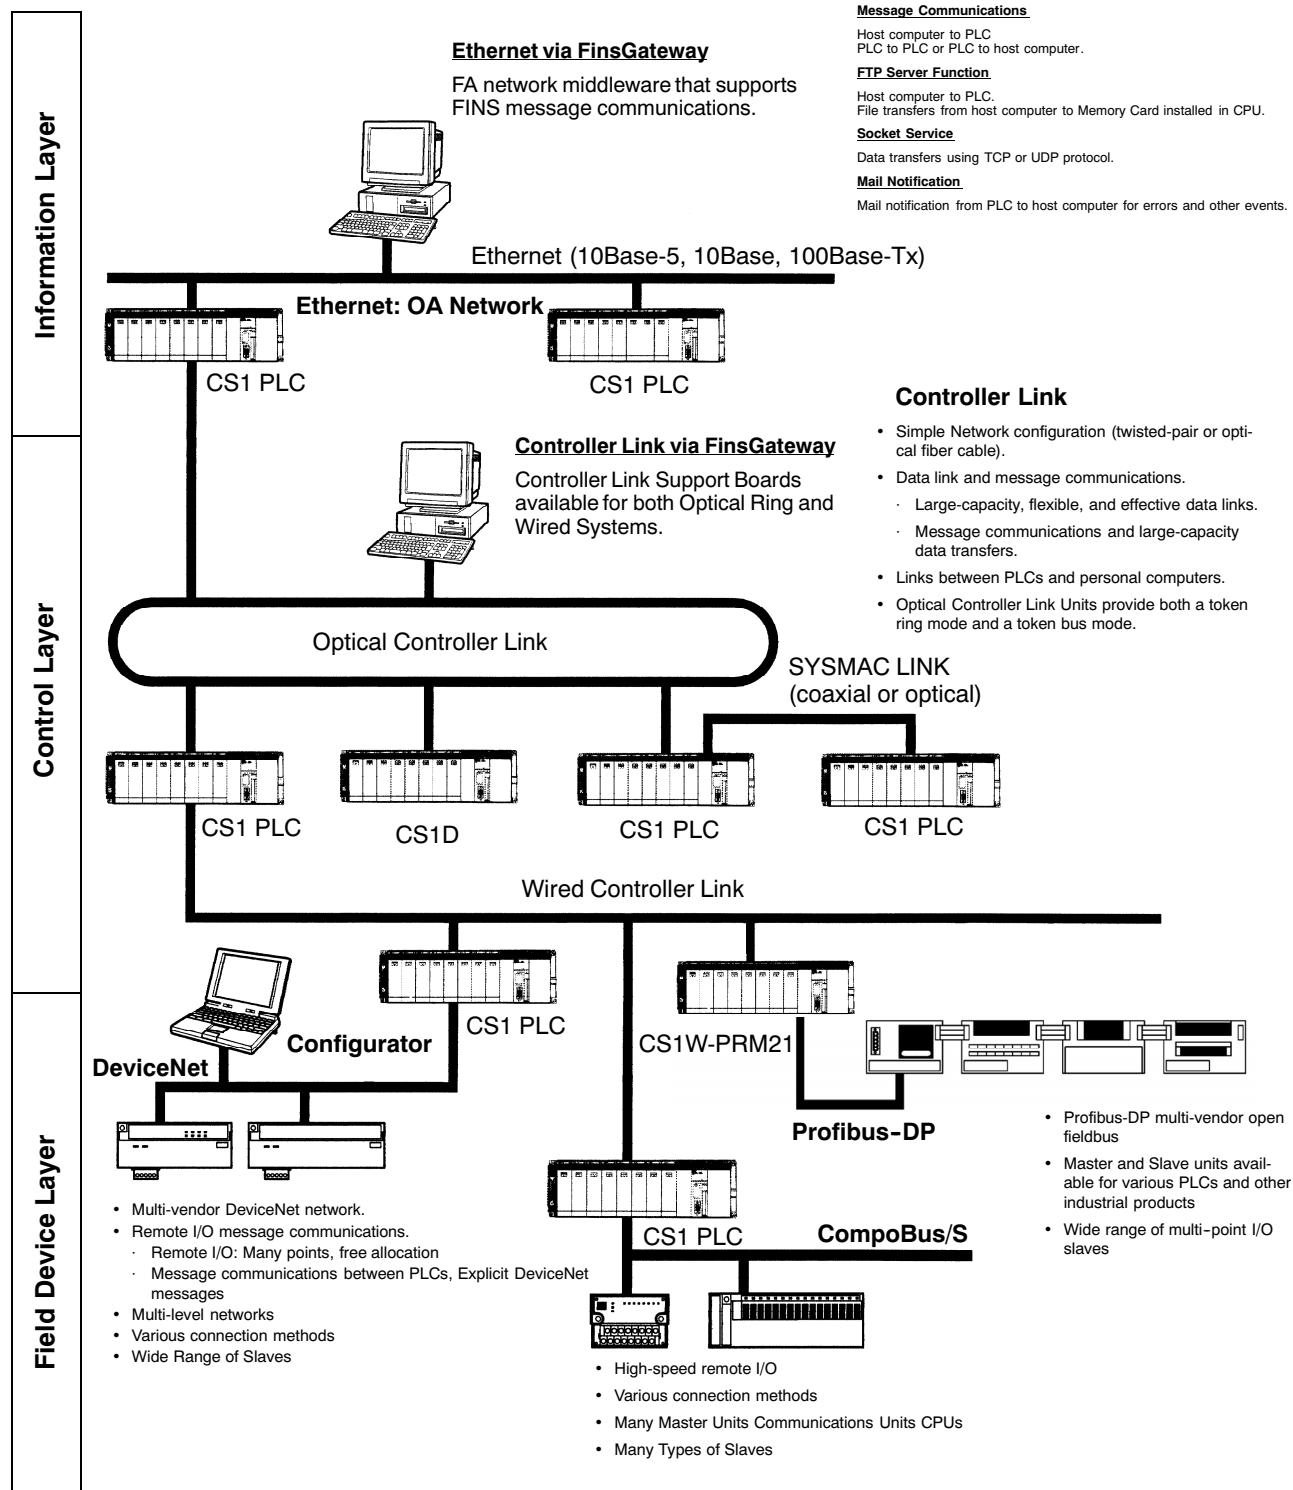 Message Communications
Host computer to PLC
PLC to PLC or PLC to host computer.
FTP Server Function
Host computer to PLC.
File transfers from host computer to Memory Card installed in CPU.
Socket Service
Data transfers using TCP or UDP protocol.
Mail Notification
Mail notification from PLC to host computer for errors and other events.
Information Layer
Ethernet via FinsGateway
FA network middleware that supports
FINS message communications.
Ethernet (10Base-5, 10Base, 100Base-Tx)
Ethernet: OA Network
CS1 PLC
CS1 PLC
Control Layer
Controller Link via FinsGateway
Controller Link Support Boards
available for both Optical Ring and
Wired Systems.
Controller Link
• Simple Network configuration (twisted-pair or opti-
cal fiber cable).
• Data link and message communications.
· Large-capacity, flexible, and effective data links.
· Message communications and large-capacity
data transfers.
• Links between PLCs and personal computers.
• Optical Controller Link Units provide both a token
ring mode and a token bus mode.
Optical Controller Link
SYSMAC LINK
(coaxial or optical)
CS1 PLC
CS1D
CS1 PLC
CS1 PLC
Wired Controller Link
Field Device Layer
CS1 PLC
CS1W-PRM21
Configurator
DeviceNet
Profibus-DP
• Multi-vendor DeviceNet network.
• Remote I/O message communications.
· Remote I/O: Many points, free allocation
· Message communications between PLCs, Explicit DeviceNet
messages
• Multi-level networks
• Various connection methods
• Wide Range of Slaves
• Profibus-DP multi-vendor open
fieldbus
• Master and Slave units avail-
able for various PLCs and other
industrial products
• Wide range of multi-point I/O
slaves
CS1 PLC
CompoBus/S
• High-speed remote I/O
• Various connection methods
• Many Master Units Communications Units CPUs
• Many Types of Slaves